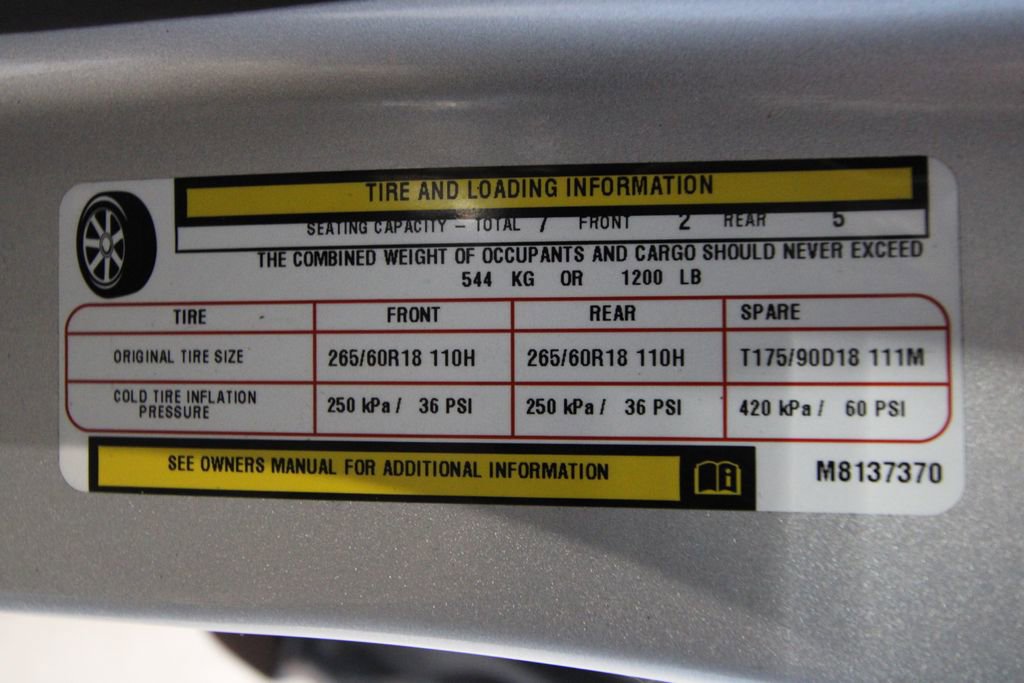 TIRE AND LOADING INFORMATION
SEATING CAPACITY – TOTAL 7 FRONT 2 REAR 5
THE COMBINED WEIGHT OF OCCUPANTS AND CARGO SHOULD NEVER EXCEED
544 KG OR 1200 LB
TIRE FRONT REAR SPARE
ORIGINAL TIRE SIZE 265/60R18 110H 265/60R18 110H T175/90D18 111M
COLD TIRE INFLATION
PRESSURE 250 kPa / 36 PSI 250 kPa / 36 PSI 420 kPa / 60 PSI
SEE OWNERS MANUAL FOR ADDITIONAL INFORMATION
M8137370